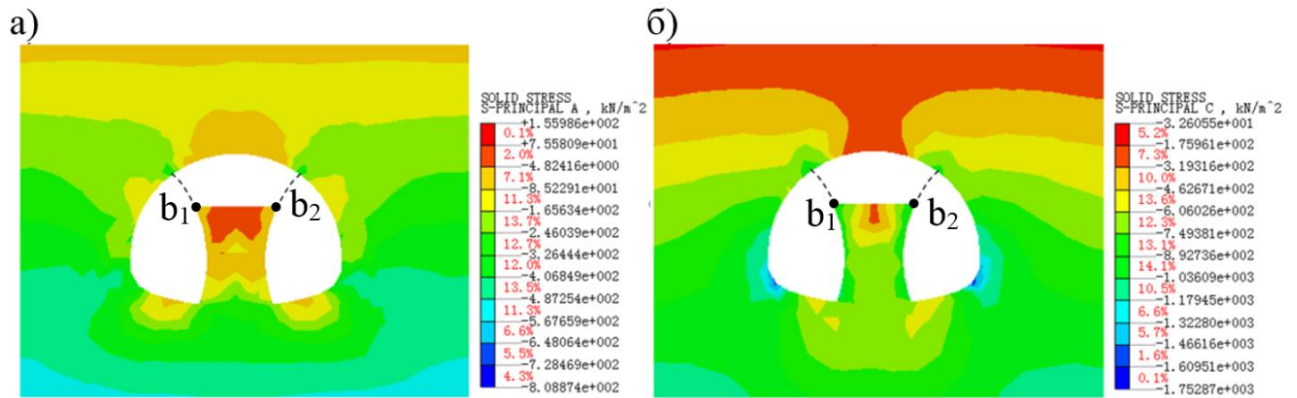 а)
б)
b₁
b₂
SOLID STRESS
S-PRINCIPAL A , kN/m^2
+1.55986e+002
0.1%
+7.55809e+001
2.0%
-4.82416e+000
7.1%
-8.52291e+001
11.3%
-1.65634e+002
13.7%
-2.46039e+002
12.7%
-3.26444e+002
12.0%
-4.06849e+002
13.5%
-4.87254e+002
11.3%
-5.67659e+002
6.6%
-6.48064e+002
5.5%
-7.28469e+002
4.3%
-8.08874e+002
b₁
b₂
SOLID STRESS
S-PRINCIPAL C , kN/m^2
-3.26055e+001
5.2%
-1.75961e+002
7.3%
-3.19316e+002
10.0%
-4.62671e+002
13.6%
-6.06026e+002
12.3%
-7.49381e+002
13.1%
-8.92736e+002
14.1%
-1.03609e+003
10.5%
-1.17945e+003
6.6%
-1.32280e+003
5.7%
-1.46616e+003
1.6%
-1.60951e+003
0.1%
-1.75287e+003